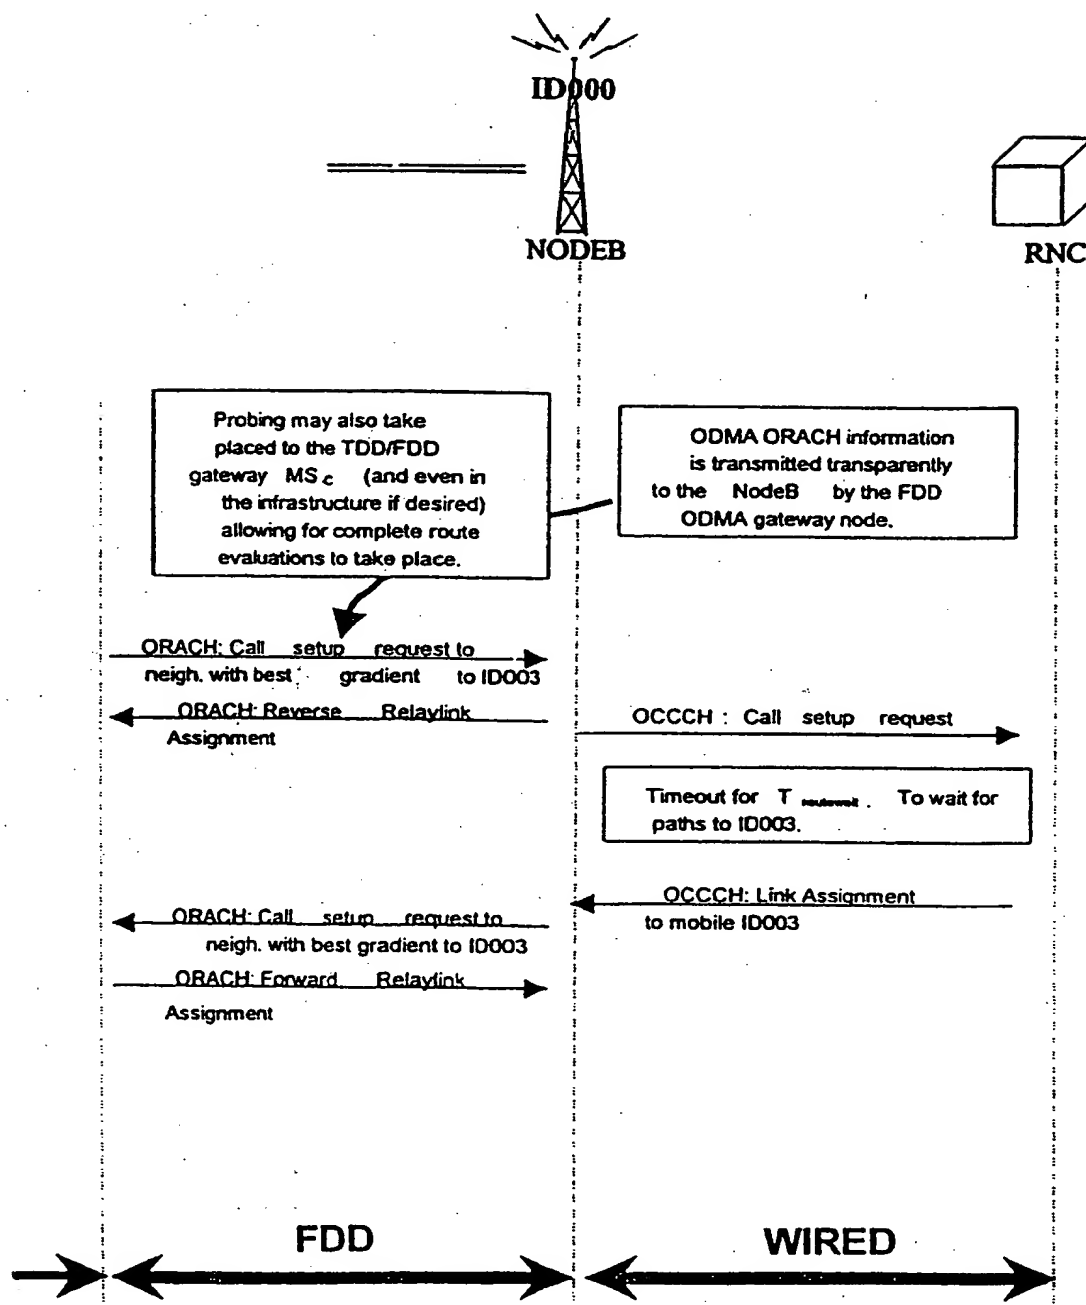 ID000
NODEB
RNC
Probing may also take
placed to the TDD/FDD
gateway MS c (and even in
the infrastructure if desired)
allowing for complete route
evaluations to take place.
ODMA ORACH information
is transmitted transparently
to the NodeB by the FDD
ODMA gateway node.
ORACH: Call setup request to
neigh. with best gradient to ID003
ORACH: Reverse Relaylink
Assignment
OCCCH : Call setup request
Timeout for T routewait . To wait for
paths to ID003.
OCCCH: Link Assignment
to mobile ID003
ORACH: Call setup request to
neigh. with best gradient to ID003
ORACH: Forward Relaylink
Assignment
FDD
WIRED